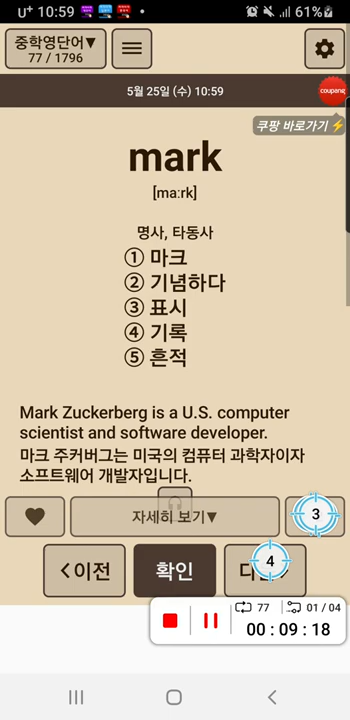 U+ 10:59 61%
중학영단어▼
77 / 1796
5월 25일 (수) 10:59
coupang
쿠팡 바로가기⚡
mark
[ma:rk]
명사, 타동사
① 마크
② 기념하다
③ 표시
④ 기록
⑤ 흔적
Mark Zuckerberg is a U.S. computer
scientist and software developer.
마크 주커버그는 미국의 컴퓨터 과학자이자
소프트웨어 개발자입니다.
자세히 보기▼
3
<이전
확인
4
77
01 / 04
00 : 09 : 18